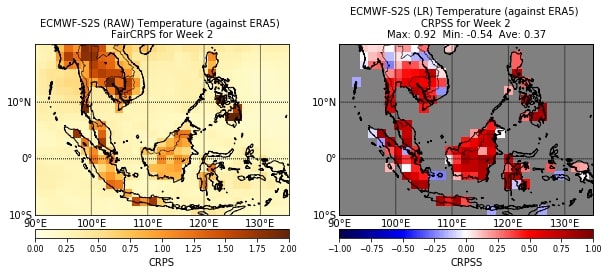 ECMWF-S2S (RAW) Temperature (against ERA5)
FairCRPS for Week 2
10°N
0°
10°S
90°E 100°E 110°E 120°E 130°E
0.00 0.25 0.50 0.75 1.00 1.25 1.50 1.75 2.00
CRPS
ECMWF-S2S (LR) Temperature (against ERA5)
CRPSS for Week 2
Max: 0.92 Min: -0.54 Ave: 0.37
10°N
0°
10°S
90°E 100°E 110°E 120°E 130°E
−1.00 −0.75 −0.50 −0.25 0.00 0.25 0.50 0.75 1.00
CRPSS